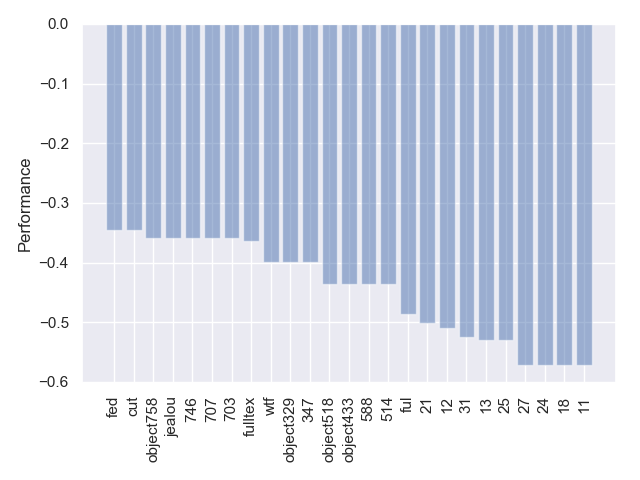 0.0
−0.1
−0.2
−0.3
−0.4
−0.5
−0.6
Performance
fed
cut
object758
jealou
746
707
703
fulltex
wtf
object329
347
object518
object433
588
514
ful
21
12
31
13
25
27
24
18
11